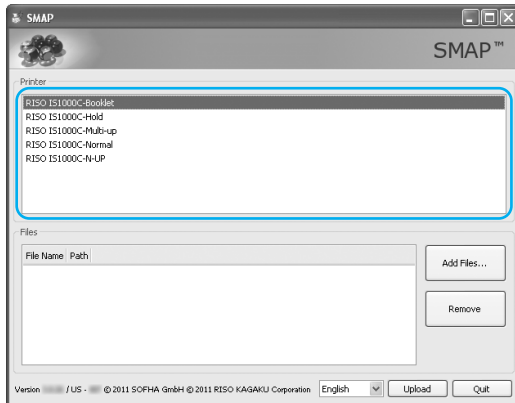 SMAP
SMAP™
Printer
RISO IS1000C-Booklet
RISO IS1000C-Hold
RISO IS1000C-Multi-up
RISO IS1000C-Normal
RISO IS1000C-N-UP
Files
File Name Path
Add Files...
Remove
Version / US - © 2011 SOFHA GmbH © 2011 RISO KAGAKU Corporation English Upload Quit